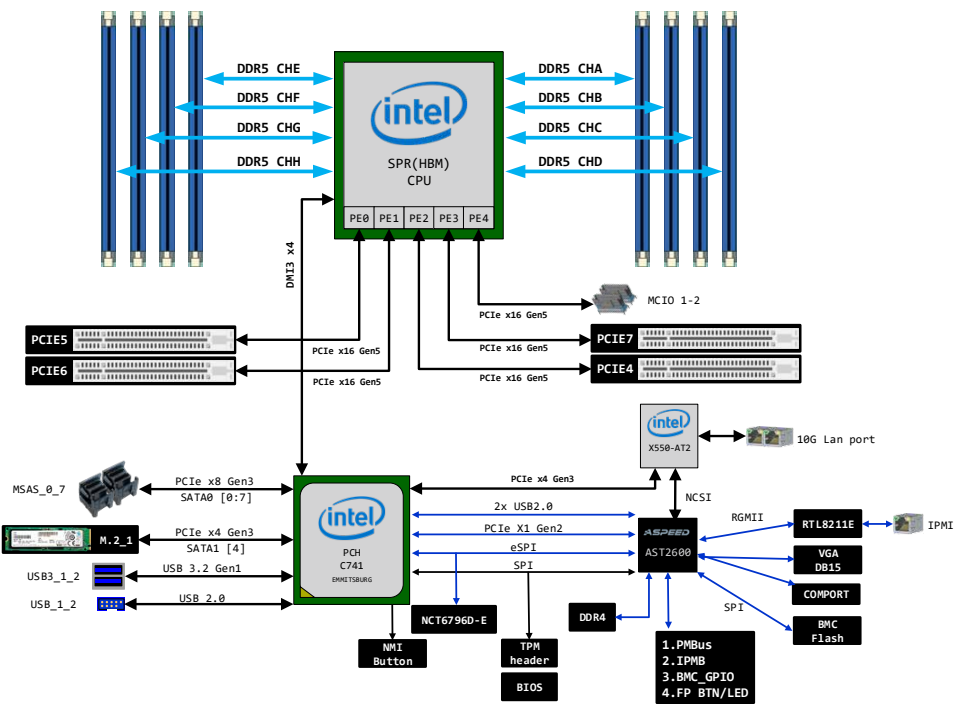 DDR5 CHE
DDR5 CHF
DDR5 CHG
DDR5 CHH
intel
SPR(HBM)
CPU
PE0 PE1 PE2 PE3 PE4
DDR5 CHA
DDR5 CHB
DDR5 CHC
DDR5 CHD
DMI3 x4
MCIO 1-2
PCIe x16 Gen5
PCIE5
PCIe x16 Gen5
PCIE7
PCIe x16 Gen5
PCIE6
PCIe x16 Gen5
PCIE4
PCIe x16 Gen5
intel
X550-AT2
10G Lan port
PCIe x4 Gen3
NCSI
MSAS_0_7
PCIe x8 Gen3
SATA0 [0:7]
M.2_1
PCIe x4 Gen3
SATA1 [4]
USB3_1_2
USB 3.2 Gen1
USB_1_2
USB 2.0
intel
PCH
C741
EMMITSBURG
2x USB2.0
PCIe X1 Gen2
eSPI
SPI
ASPEED
AST2600
RGMII
RTL8211E
IPMI
VGA
DB15
COMPORT
SPI
BMC
Flash
NCT6796D-E
DDR4
NMI
Button
TPM
header
BIOS
1.PMBus
2.IPMB
3.BMC_GPIO
4.FP BTN/LED